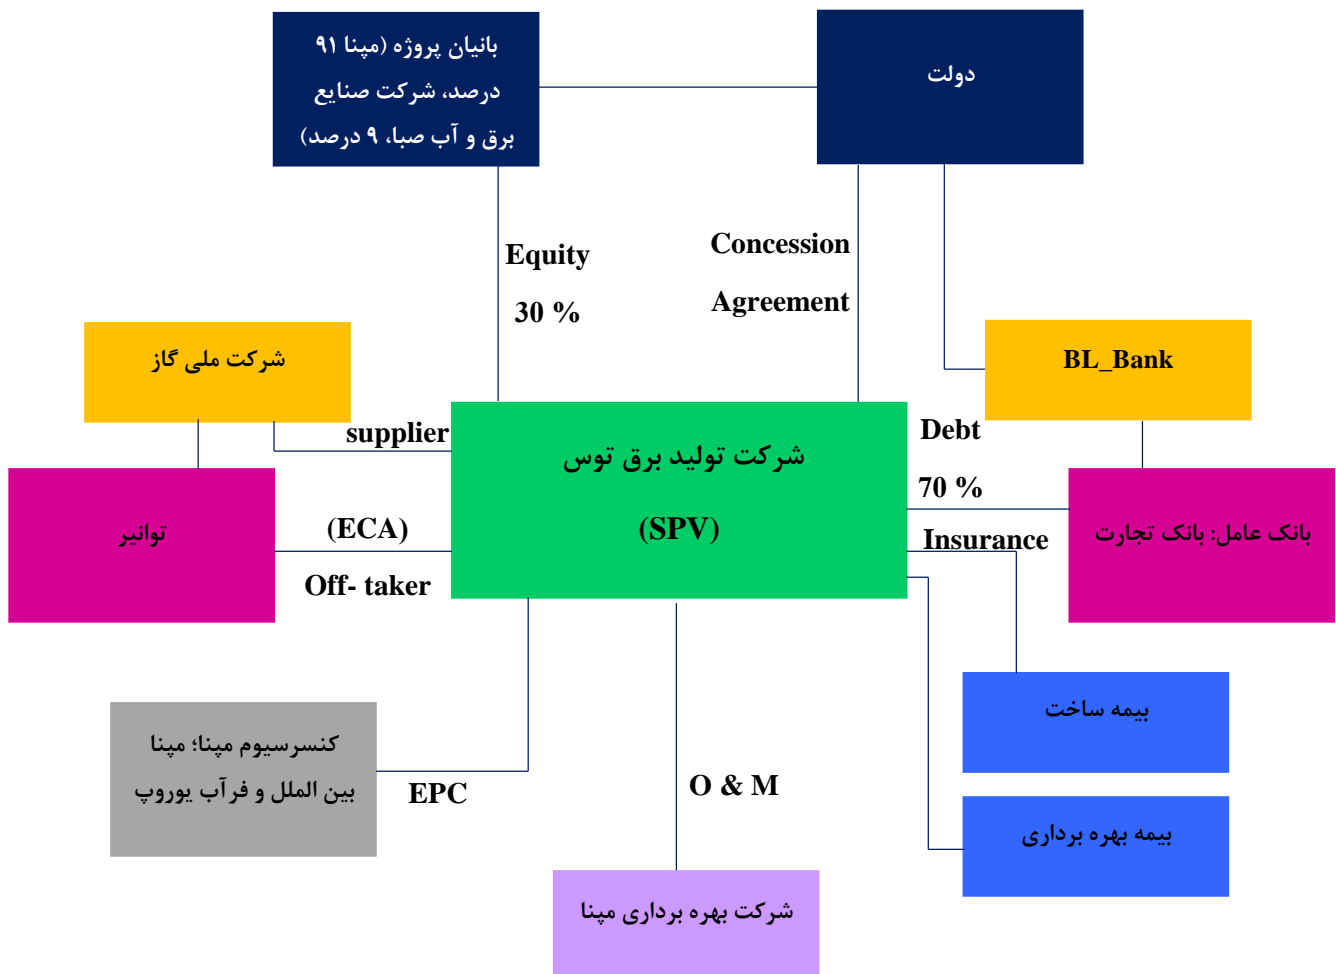 بانیان پروژه (مپنا ۹۱
درصد، شرکت صنایع
برق و آب صبا، ۹ درصد)
دولت
Equity
30 %
Concession
Agreement
شرکت ملی گاز
BL_Bank
supplier
شرکت تولید برق توس
(SPV)
Debt
70 %
توانیر
(ECA)
Off- taker
بانک عامل: بانک تجارت
Insurance
کنسرسیوم مپنا؛ مپنا
بین الملل و فرآب یوروپ
EPC
O & M
بیمه ساخت
بیمه بهره برداری
شرکت بهره برداری مپنا